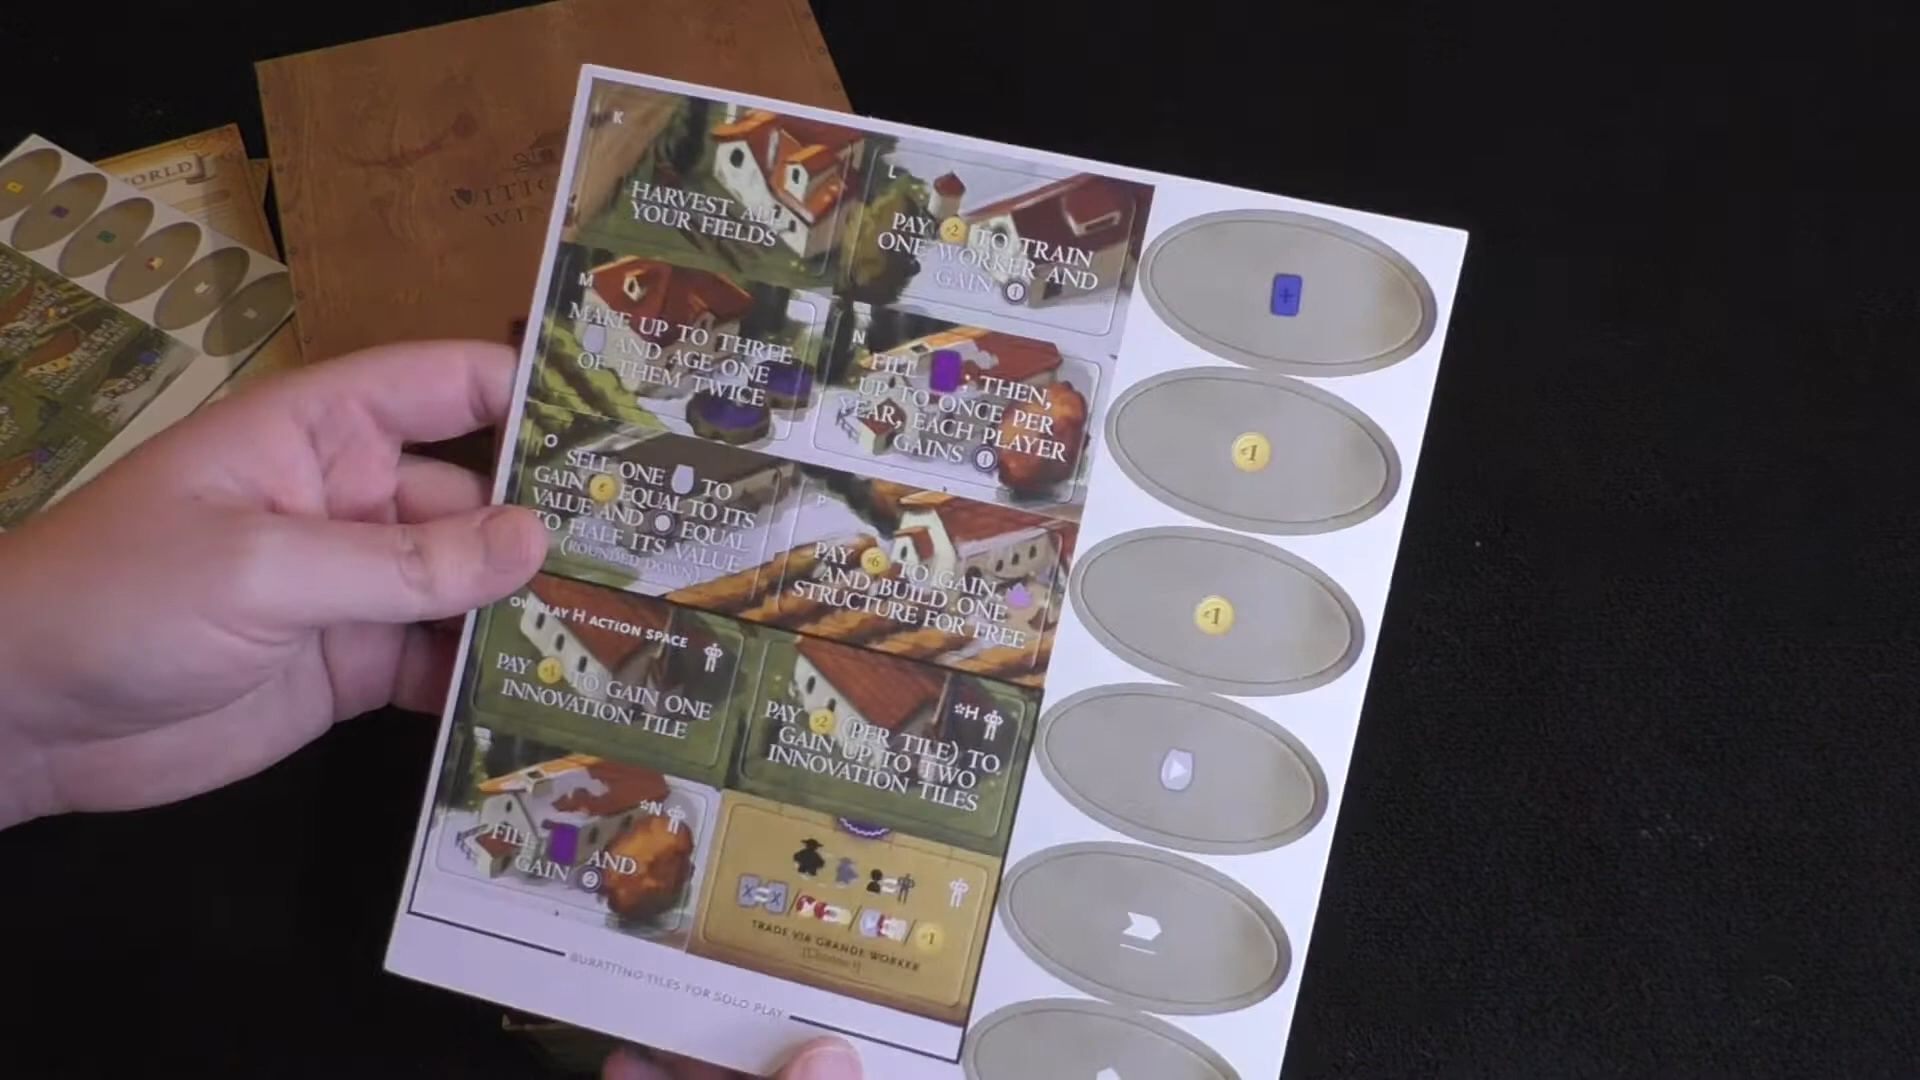 K
HARVEST ALL
YOUR FIELDS
L
PAY 2 TO TRAIN
ONE WORKER AND
GAIN 1
M
MAKE UP TO THREE
AND AGE ONE
OF THEM TWICE
N
FILL ; THEN,
UP TO ONCE PER
YEAR, EACH PLAYER
GAINS 1
O
SELL ONE TO
GAIN EQUAL TO ITS
VALUE AND EQUAL
TO HALF ITS VALUE
(ROUNDED DOWN)
P
PAY 6 TO GAIN
AND BUILD ONE
STRUCTURE FOR FREE
OVERLAY H ACTION SPACE
PAY 1 TO GAIN ONE
INNOVATION TILE
☆H
PAY 2 (PER TILE) TO
GAIN UP TO TWO
INNOVATION TILES
☆N
FILL AND
GAIN 2
X=X
1
TRADE VIA GRANDE WORKER
(Choose 1)
BURATTINO TILES FOR SOLO PLAY
+
1
1
WORLD